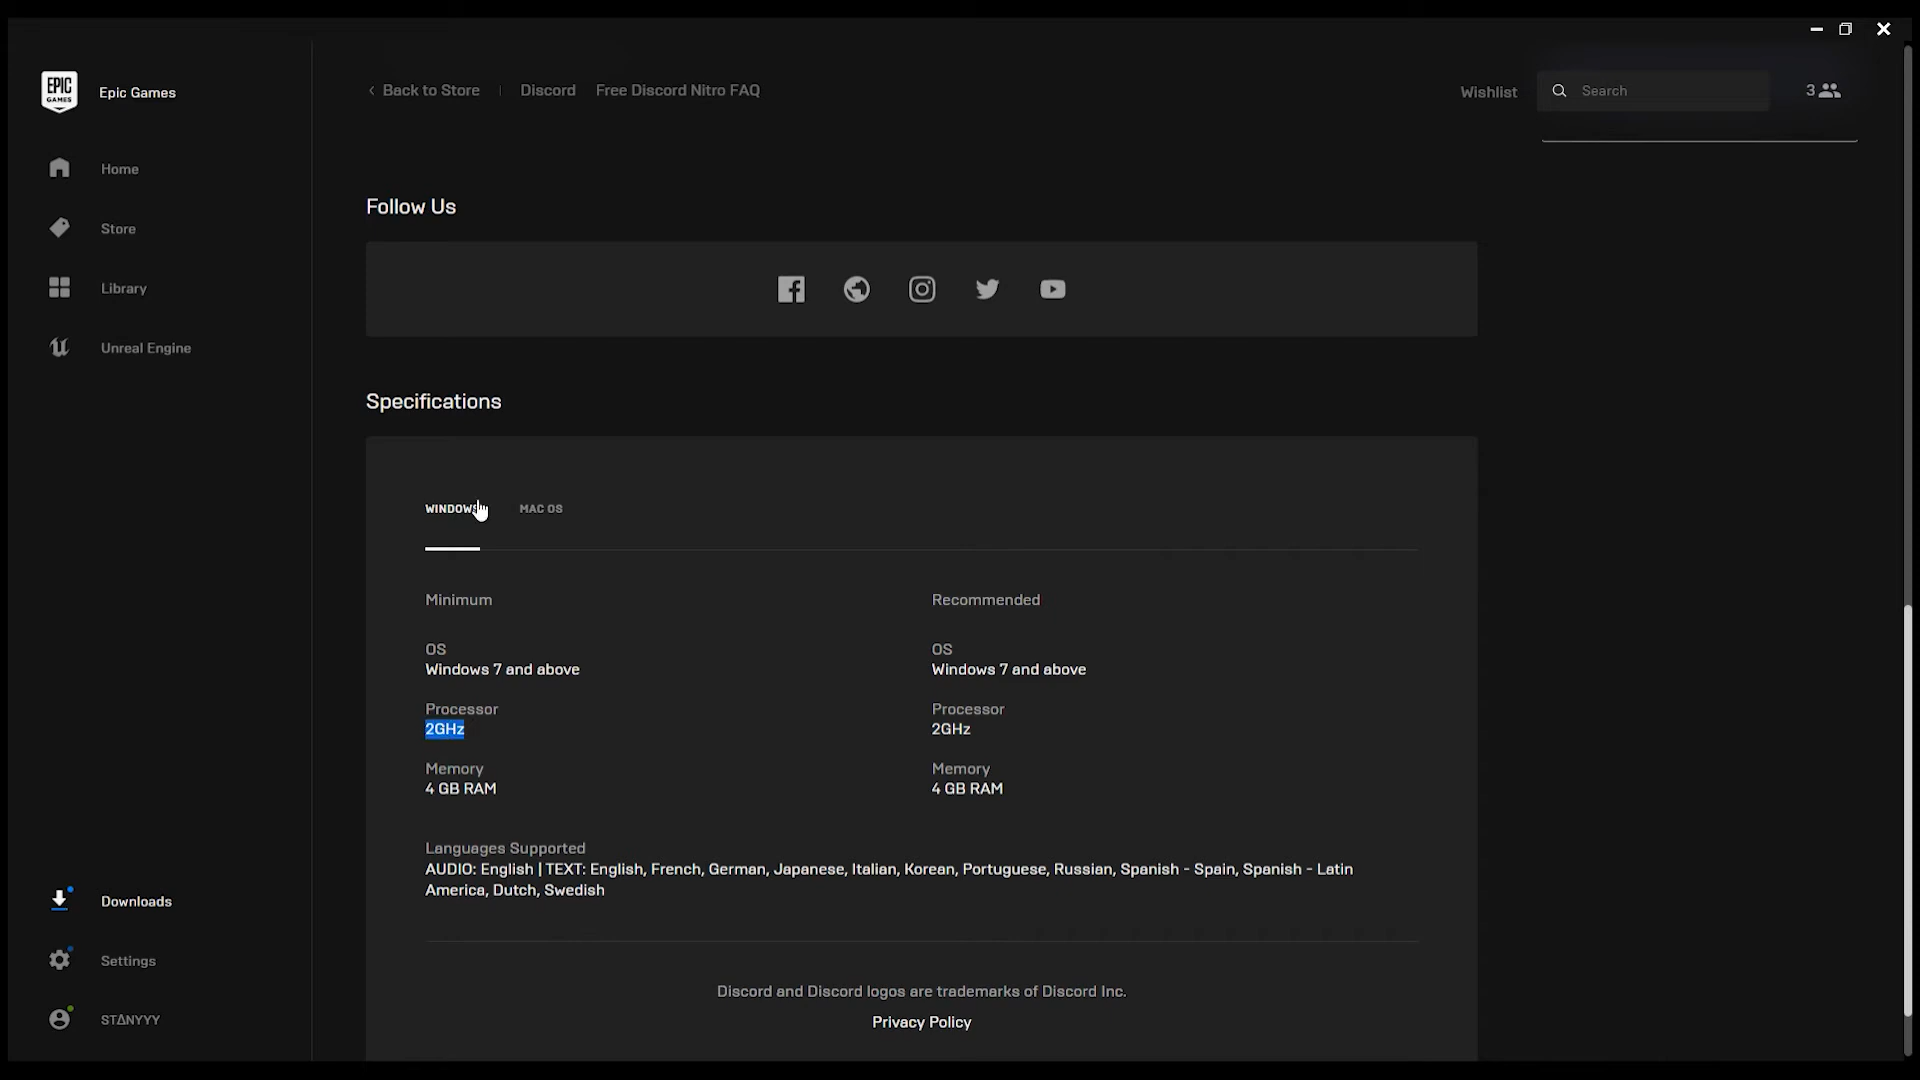 EPIC GAMES
Epic Games
Back to Store
Discord
Free Discord Nitro FAQ
Wishlist
Search
3
Home
Store
Library
Unreal Engine
Follow Us
Specifications
WINDOWS
MAC OS
Minimum
Recommended
OS
Windows 7 and above
OS
Windows 7 and above
Processor
2GHz
Processor
2GHz
Memory
4 GB RAM
Memory
4 GB RAM
Languages Supported
AUDIO: English | TEXT: English, French, German, Japanese, Italian, Korean, Portuguese, Russian, Spanish - Spain, Spanish - Latin
America, Dutch, Swedish
Discord and Discord logos are trademarks of Discord Inc.
Privacy Policy
Downloads
Settings
STΔNYYY